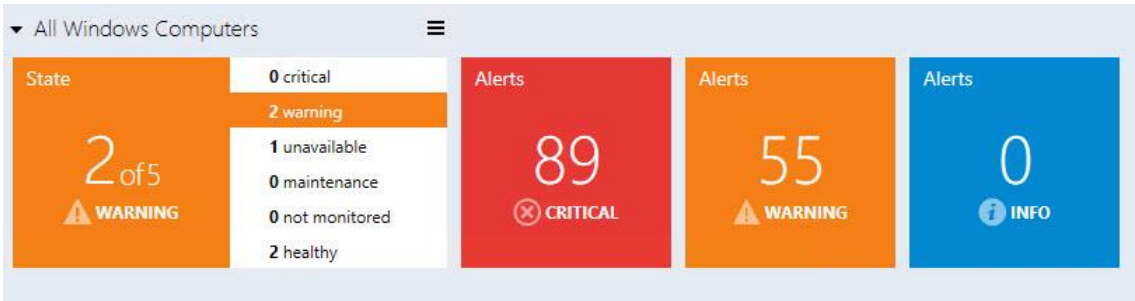 All Windows Computers
State
2 of 5
WARNING
0 critical
2 warning
1 unavailable
0 maintenance
0 not monitored
2 healthy
Alerts
89
CRITICAL
Alerts
55
WARNING
Alerts
0
INFO